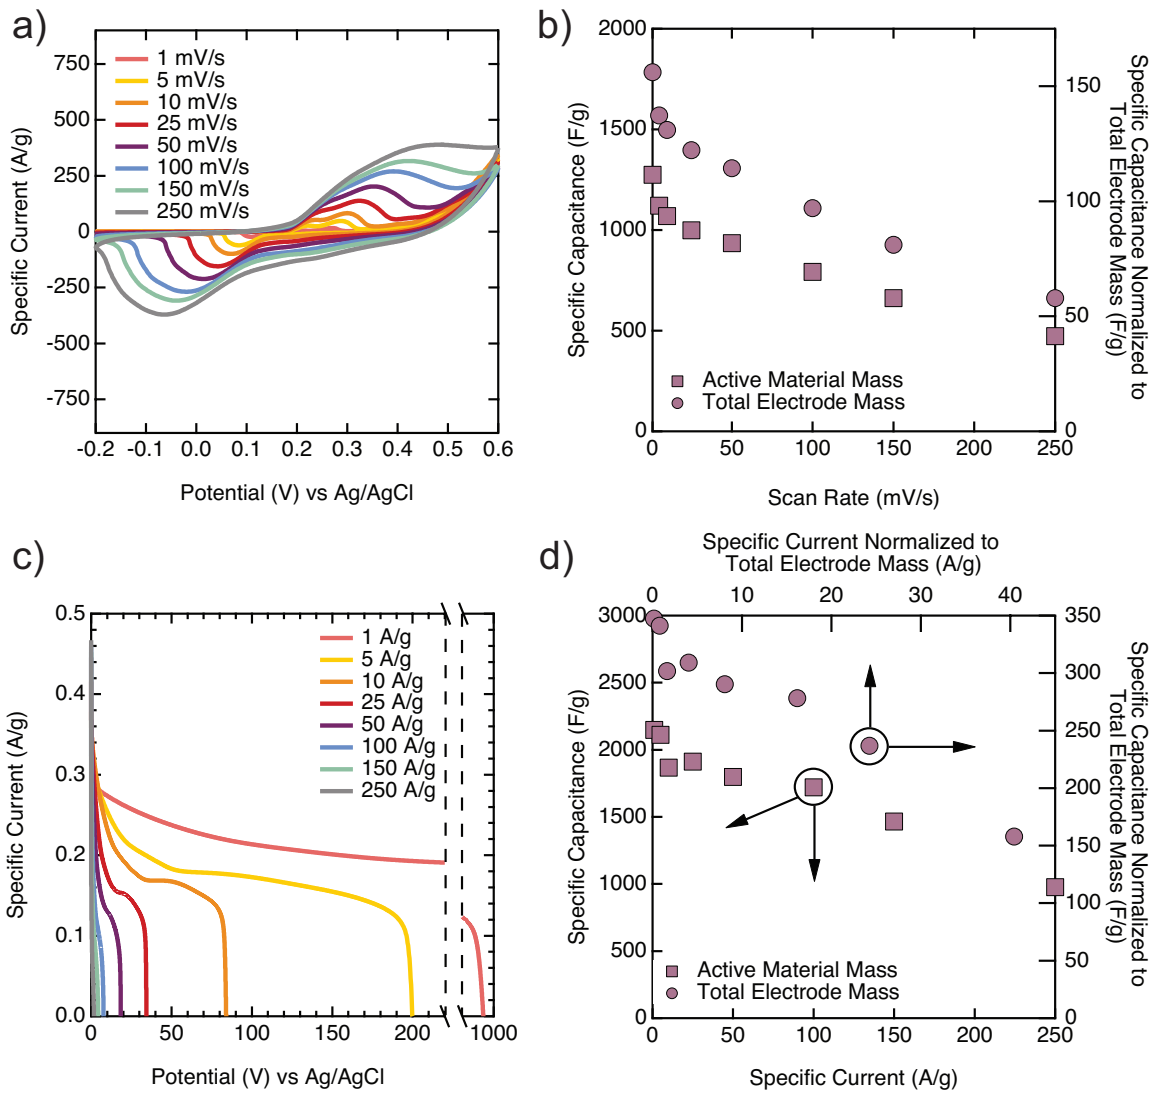 a)
Specific Current (A/g)
750
500
250
0
-250
-500
-750
1 mV/s
5 mV/s
10 mV/s
25 mV/s
50 mV/s
100 mV/s
150 mV/s
250 mV/s
-0.2 -0.1 0.0 0.1 0.2 0.3 0.4 0.5 0.6
Potential (V) vs Ag/AgCl
b)
Specific Capacitance (F/g)
2000
1500
1000
500
0
Active Material Mass
Total Electrode Mass
0 50 100 150 200 250
Scan Rate (mV/s)
150
100
50
0
Specific Capacitance Normalized to
Total Electrode Mass (F/g)
c)
Specific Current (A/g)
0.5
0.4
0.3
0.2
0.1
0.0
1 A/g
5 A/g
10 A/g
25 A/g
50 A/g
100 A/g
150 A/g
250 A/g
0 50 100 150 200 1000
Potential (V) vs Ag/AgCl
d)
Specific Current Normalized to
Total Electrode Mass (A/g)
0 10 20 30 40
Specific Capacitance (F/g)
3000
2500
2000
1500
1000
500
0
Active Material Mass
Total Electrode Mass
0 50 100 150 200 250
Specific Current (A/g)
350
300
250
200
150
100
50
0
Specific Capacitance Normalized to
Total Electrode Mass (F/g)